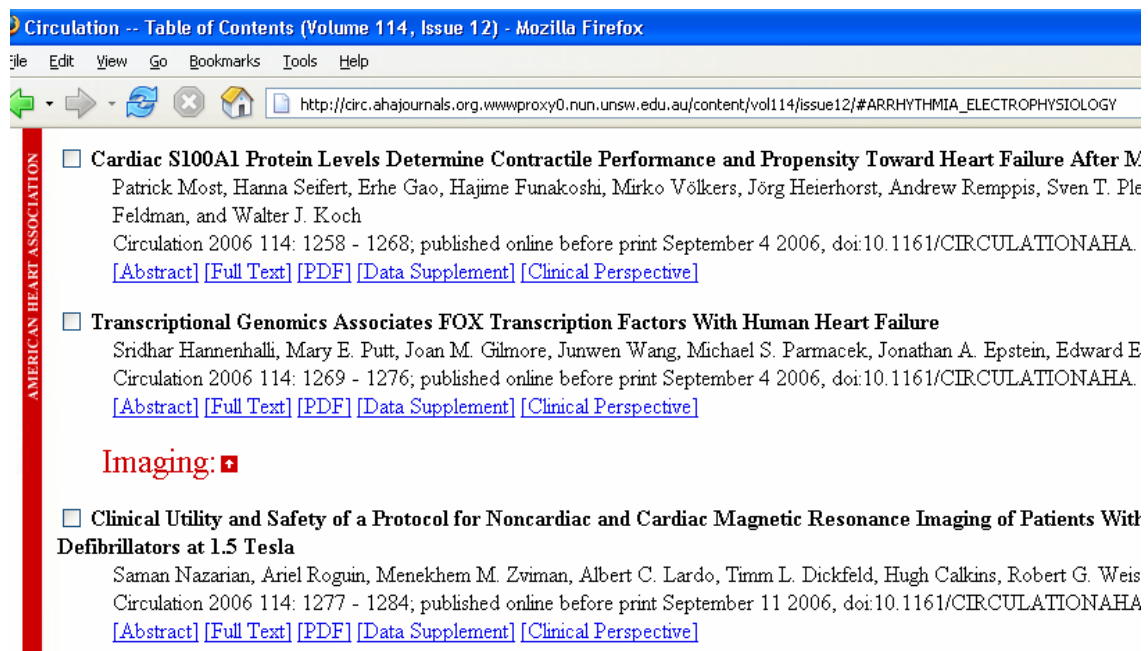 Circulation -- Table of Contents (Volume 114, Issue 12) - Mozilla Firefox
File Edit View Go Bookmarks Tools Help
http://circ.ahajournals.org.wwwproxy0.nun.unsw.edu.au/content/vol114/issue12/#ARRHYTHMIA_ELECTROPHYSIOLOGY
AMERICAN HEART ASSOCIATION
Cardiac S100A1 Protein Levels Determine Contractile Performance and Propensity Toward Heart Failure After
Patrick Most, Hanna Seifert, Erhe Gao, Hajime Funakoshi, Mirko Völkers, Jörg Heierhorst, Andrew Remppis, Sven T.
Feldman, and Walter J. Koch
Circulation 2006 114: 1258 - 1268; published online before print September 4 2006, doi:10.1161/CIRCULATIONAHA.
[Abstract] [Full Text] [PDF] [Data Supplement] [Clinical Perspective]
Transcriptional Genomics Associates FOX Transcription Factors With Human Heart Failure
Sridhar Hannenhalli, Mary E. Putt, Joan M. Gilmore, Junwen Wang, Michael S. Parmacek, Jonathan A. Epstein, Edward E
Circulation 2006 114: 1269 - 1276; published online before print September 4 2006, doi:10.1161/CIRCULATIONAHA.
[Abstract] [Full Text] [PDF] [Data Supplement] [Clinical Perspective]
Imaging:
Clinical Utility and Safety of a Protocol for Noncardiac and Cardiac Magnetic Resonance Imaging of Patients With
Defibrillators at 1.5 Tesla
Saman Nazarian, Ariel Roguin, Menekhem M. Zviman, Albert C. Lardo, Timm L. Dickfeld, Hugh Calkins, Robert G. Weis
Circulation 2006 114: 1277 - 1284; published online before print September 11 2006, doi:10.1161/CIRCULATIONAHA
[Abstract] [Full Text] [PDF] [Data Supplement] [Clinical Perspective]